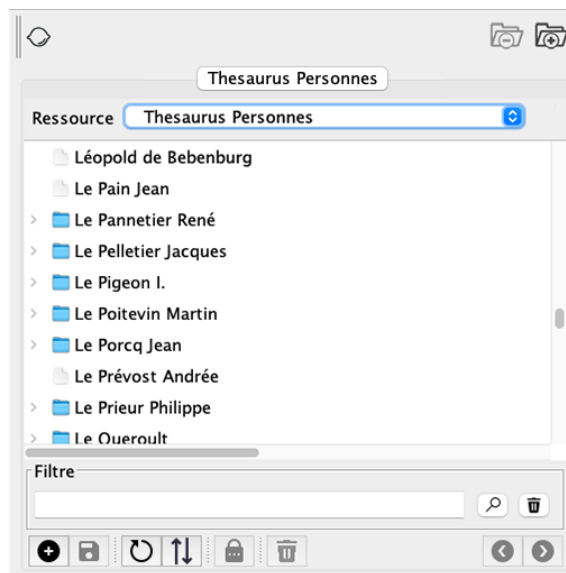 Thesaurus Personnes
Ressource Thesaurus Personnes
Léopold de Bebenburg
Le Pain Jean
Le Pannetier René
Le Pelletier Jacques
Le Pigeon I.
Le Poitevin Martin
Le Porcq Jean
Le Prévost Andrée
Le Prieur Philippe
Le Queroult
Filtre